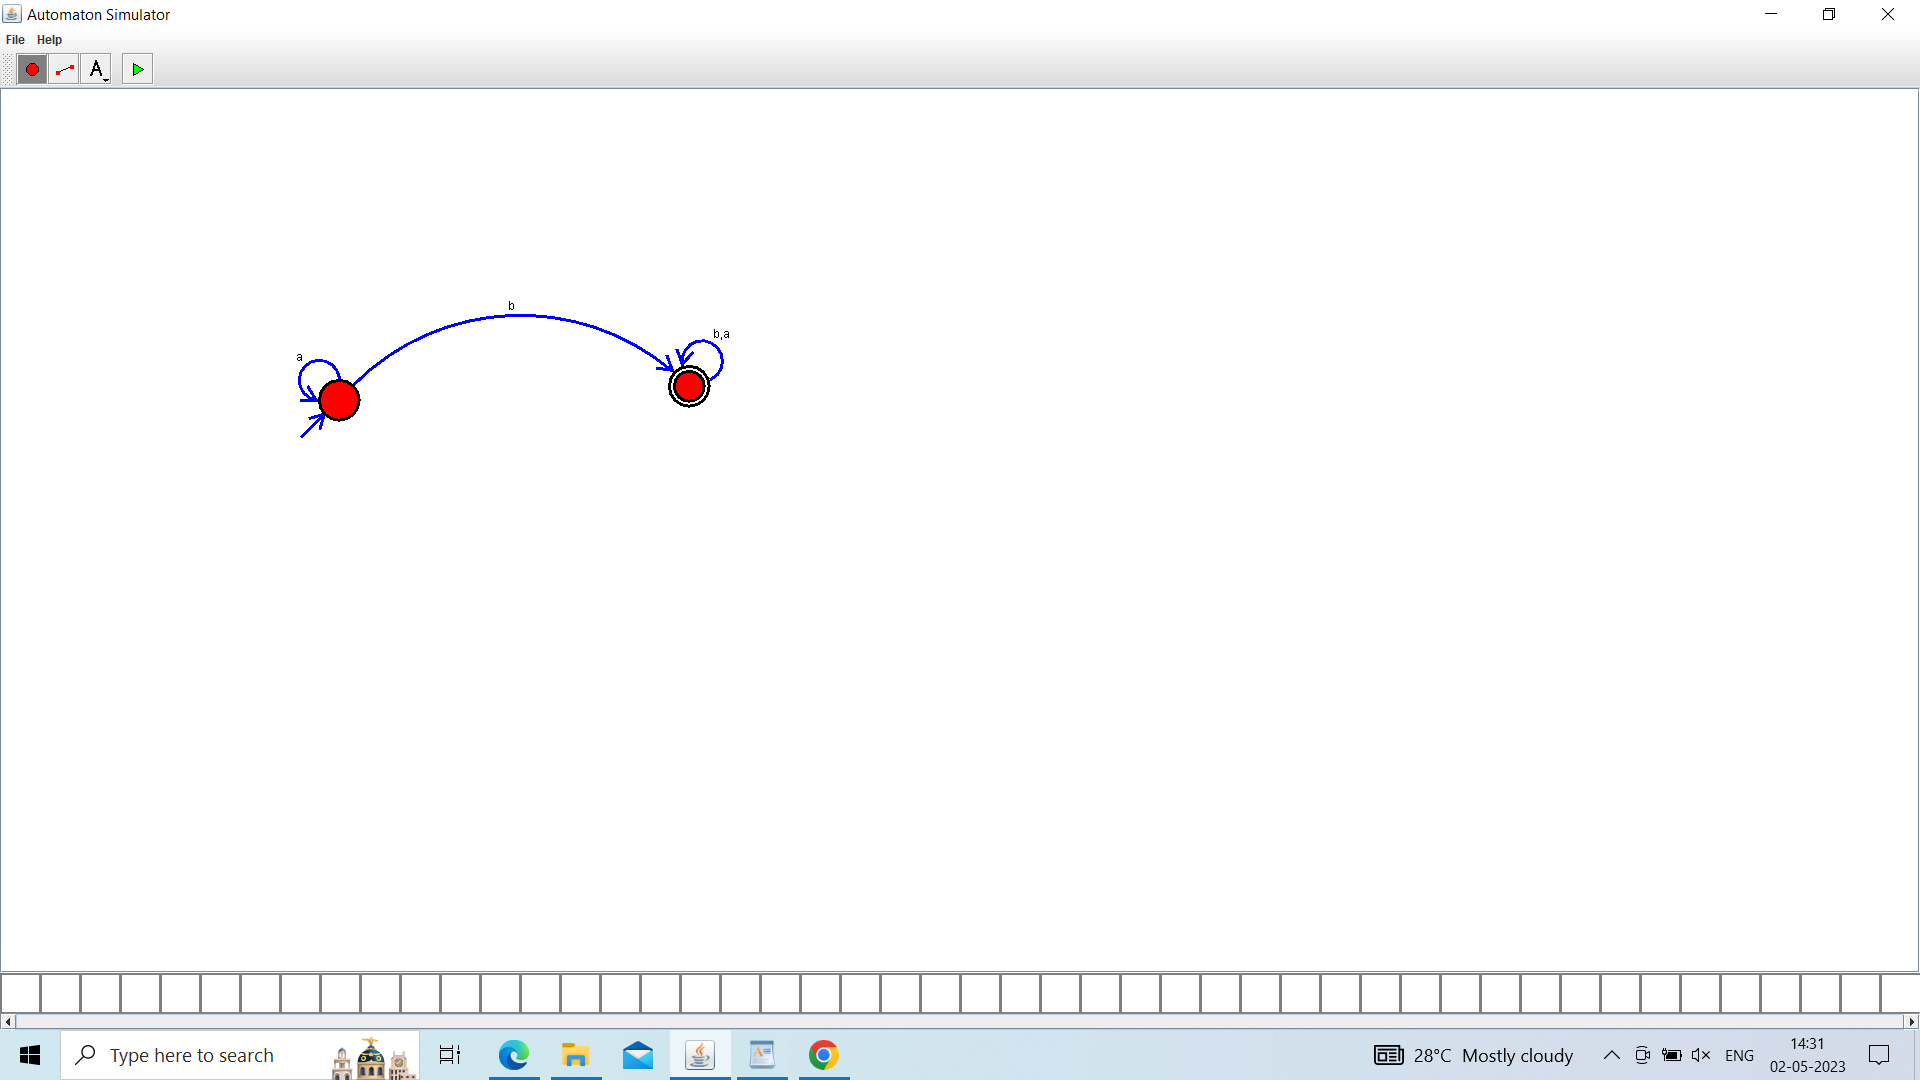 Automaton Simulator
File Help
A
b
b,a
a
Type here to search
28°C Mostly cloudy
ENG
14:31
02-05-2023